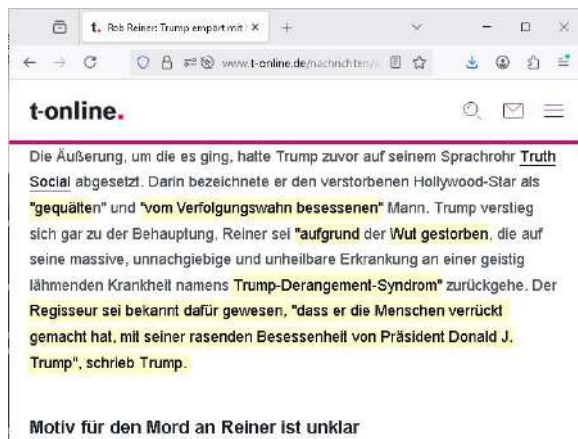 t. Rob Reiner: Trump empört mit
www.t-online.de/nachrichten/
t-online.
Die Äußerung, um die es ging, hatte Trump zuvor auf seinem Sprachrohr Truth
Social abgesetzt. Darin bezeichnete er den verstorbenen Hollywood-Star als
"gequälten" und "vom Verfolgungswahn besessenen" Mann. Trump verstieg
sich gar zu der Behauptung, Reiner sei "aufgrund der Wut gestorben, die auf
seine massive, unnachgiebige und unheilbare Erkrankung an einer geistig
lähmenden Krankheit namens Trump-Derangement-Syndrom" zurückgehe. Der
Regisseur sei bekannt dafür gewesen, "dass er die Menschen verrückt
gemacht hat, mit seiner rasenden Besessenheit von Präsident Donald J.
Trump", schrieb Trump.
Motiv für den Mord an Reiner ist unklar